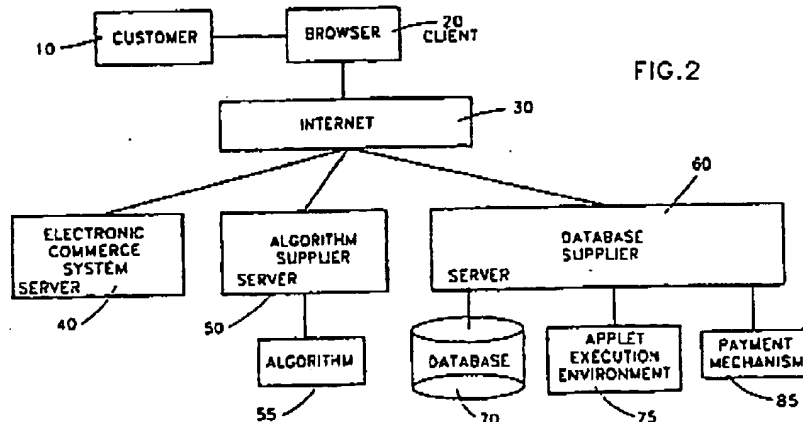 CUSTOMER
BROWSER
20
CLIENT
10
FIG.2
INTERNET
30
60
ELECTRONIC
COMMERCE
SYSTEM
SERVER
40
ALGORITHM
SUPPLIER
SERVER
50
DATABASE
SUPPLIER
SERVER
ALGORITHM
55
DATABASE
70
APPLET
EXECUTION
ENVIRONMENT
75
PAYMENT
MECHANISM
85